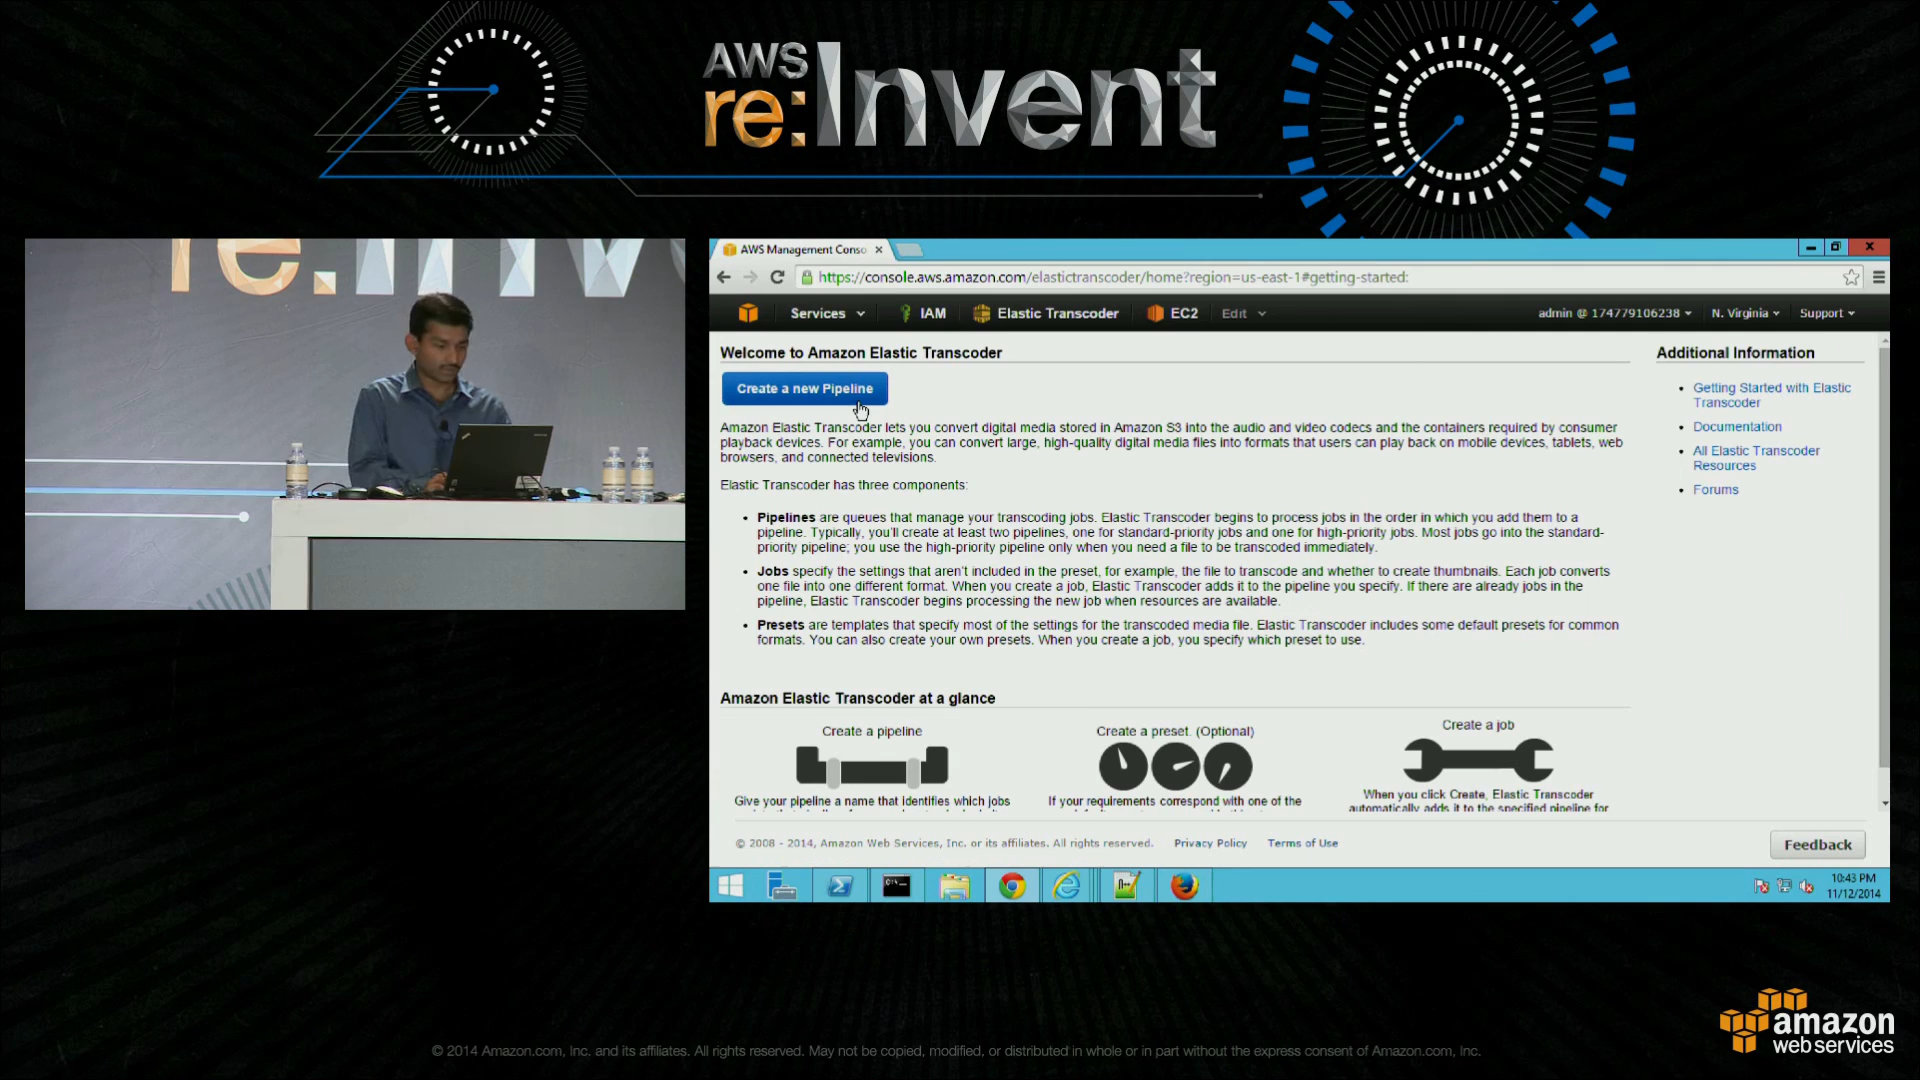 AWS
re:Invent
re:Inv
AWS Management Conso
https://console.aws.amazon.com/elastictranscoder/home?region=us-east-1#getting-started:
Services IAM Elastic Transcoder EC2 Edit admin @ 174779106238 N. Virginia Support
Welcome to Amazon Elastic Transcoder
Create a new Pipeline
Amazon Elastic Transcoder lets you convert digital media stored in Amazon S3 into the audio and video codecs and the containers required by consumer
playback devices. For example, you can convert large, high-quality digital media files into formats that users can play back on mobile devices, tablets, web
browsers, and connected televisions.
Elastic Transcoder has three components:
• Pipelines are queues that manage your transcoding jobs. Elastic Transcoder begins to process jobs in the order in which you add them to a
pipeline. Typically, you'll create at least two pipelines, one for standard-priority jobs and one for high-priority jobs. Most jobs go into the standard-
priority pipeline; you use the high-priority pipeline only when you need a file to be transcoded immediately.
• Jobs specify the settings that aren't included in the preset, for example, the file to transcode and whether to create thumbnails. Each job converts
one file into one different format. When you create a job, Elastic Transcoder adds it to the pipeline you specify. If there are already jobs in the
pipeline, Elastic Transcoder begins processing the new job when resources are available.
• Presets are templates that specify most of the settings for the transcoded media file. Elastic Transcoder includes some default presets for common
formats. You can also create your own presets. When you create a job, you specify which preset to use.
Additional Information
• Getting Started with Elastic
Transcoder
• Documentation
• All Elastic Transcoder
Resources
• Forums
Amazon Elastic Transcoder at a glance
Create a pipeline
Give your pipeline a name that identifies which jobs
Create a preset. (Optional)
If your requirements correspond with one of the
Create a job
When you click Create, Elastic Transcoder
automatically adds it to the specified pipeline for
© 2008 - 2014, Amazon Web Services, Inc. or its affiliates. All rights reserved. Privacy Policy Terms of Use
Feedback
10:43 PM
11/12/2014
amazon
web services
© 2014 Amazon.com, Inc. and its affiliates. All rights reserved. May not be copied, modified, or distributed in whole or in part without the express consent of Amazon.com, Inc.